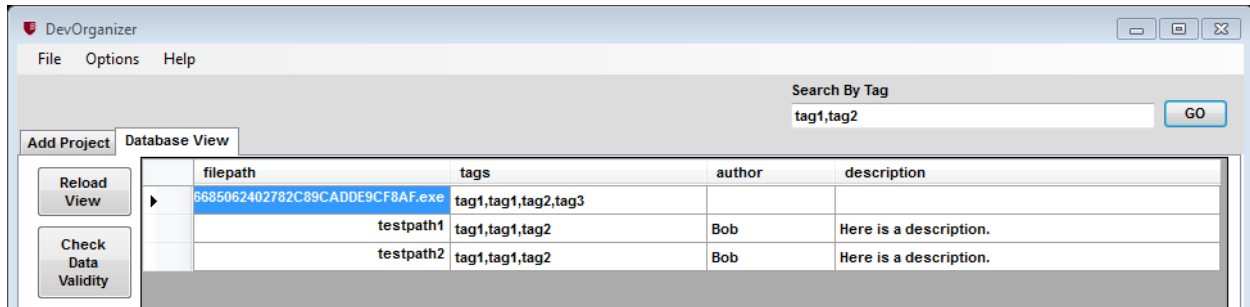 DevOrganizer
File Options Help
Search By Tag
tag1,tag2 GO
Add Project Database View
Reload
View
Check
Data
Validity
filepath tags author description
6685062402782C89CADDE9CF8AF.exe tag1,tag1,tag2,tag3
testpath1 tag1,tag1,tag2 Bob Here is a description.
testpath2 tag1,tag1,tag2 Bob Here is a description.